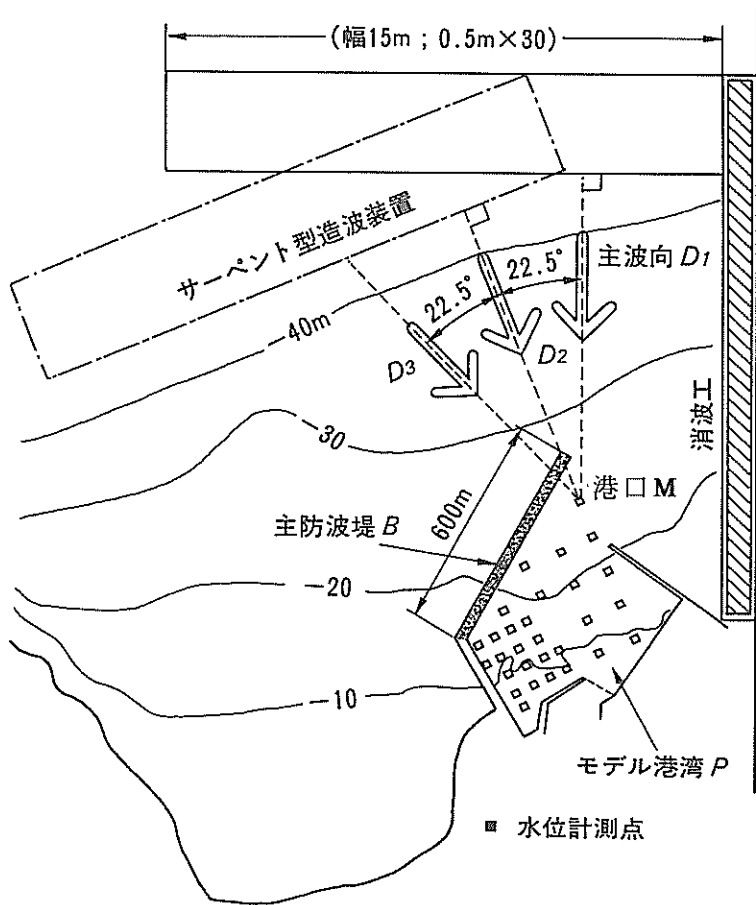 (幅15m ; 0.5m×30)
サーペント型造波装置
22.5°
22.5°
主波向 D1
D2
D3
−40m
−30
消波工
港口 M
600m
主防波堤 B
−20
−10
モデル港湾 P
水位計測点